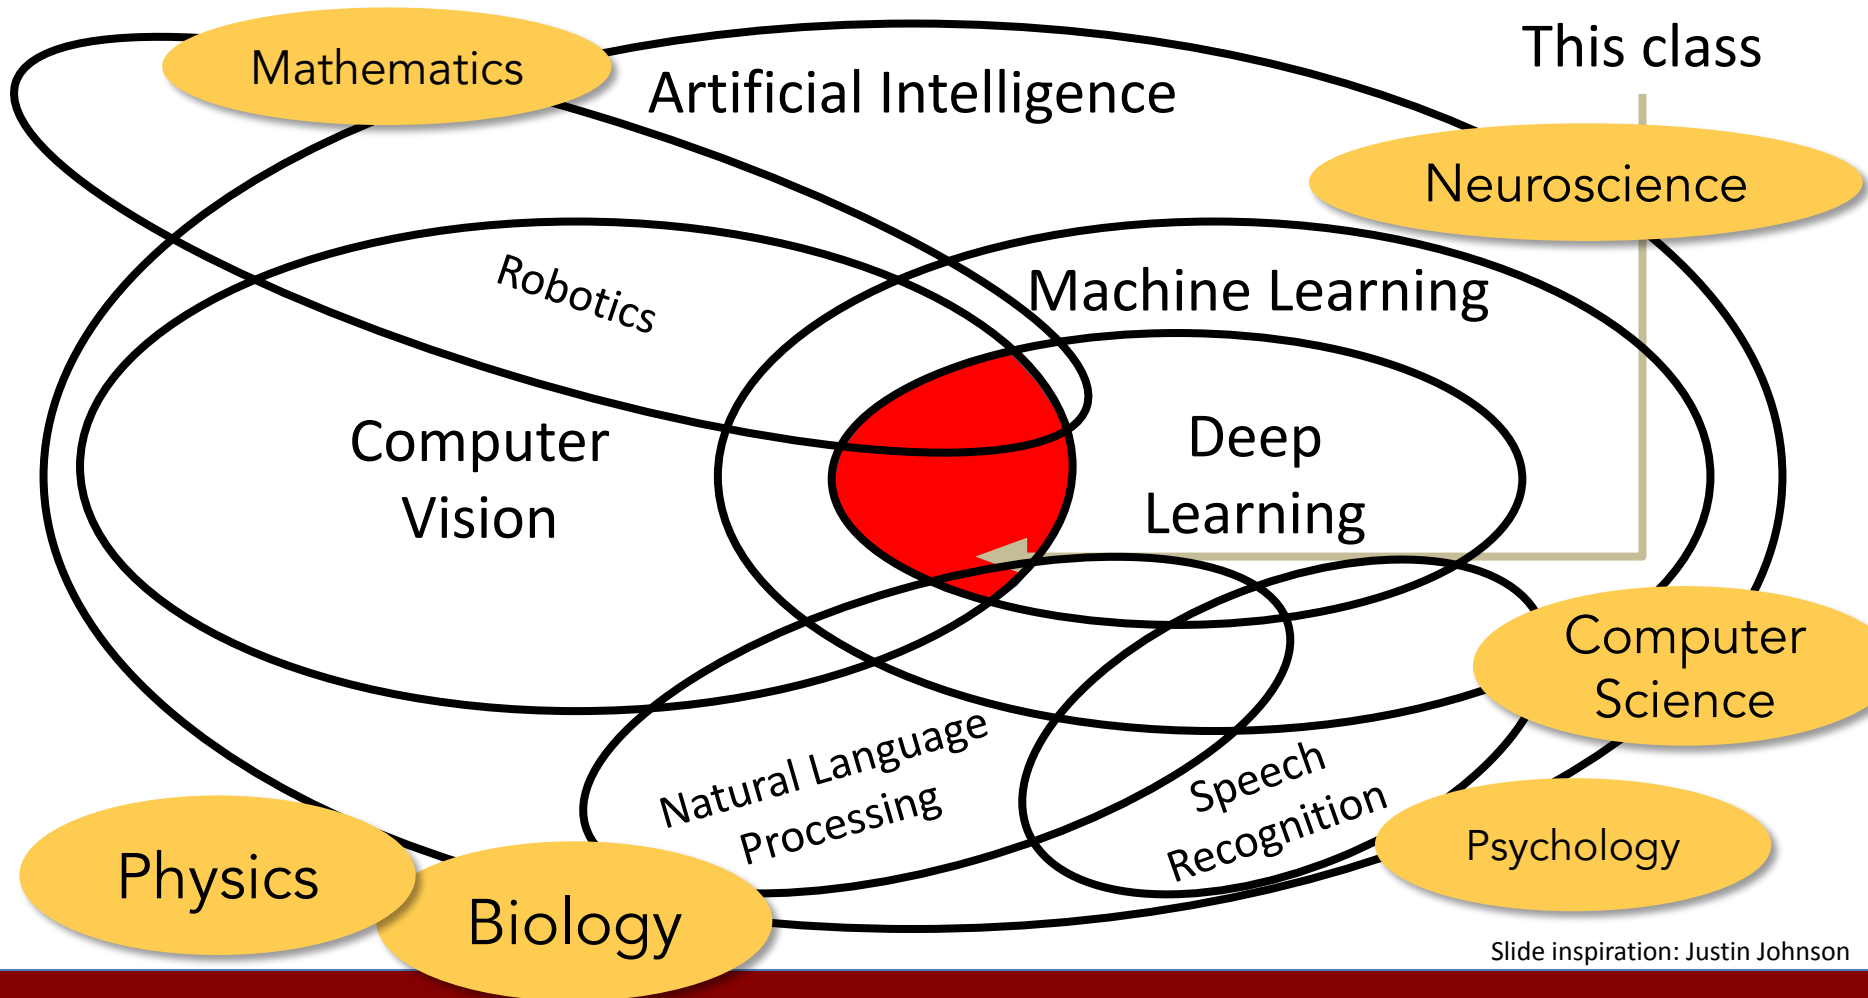 This class
Mathematics
Artificial Intelligence
Neuroscience
Robotics
Machine Learning
Computer
Vision
Deep
Learning
Computer
Science
Natural Language
Processing
Speech
Recognition
Psychology
Physics
Biology
Slide inspiration: Justin Johnson